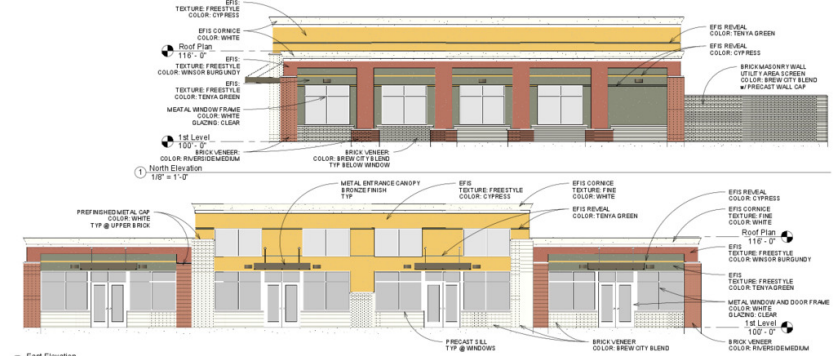 EFIS:
TEXTURE: FREESTYLE
COLOR: CYPRESS
EFIS CORNICE
COLOR: WHITE
Roof Plan
116' - 0"
EFIS:
TEXTURE: FREESTYLE
COLOR: WINSOR BURGUNDY
EFIS:
TEXTURE: FREESTYLE
COLOR: TENYA GREEN
MEATAL WINDOW FRAME
COLOR: WHITE
GLAZING: CLEAR
1st Level
100' - 0"
BRICK VENEER:
COLOR: RIVERSIDE MEDIUM
BRICK VENEER:
COLOR: BREW CITY BLEND
TYP BELOW WINDOW
EFIS REVEAL
COLOR: TENYA GREEN
EFIS REVEAL
COLOR: CYPRESS
BRICK MASONRY WALL
UTILITY AREA SCREEN
COLOR: BREW CITY BLEND
w/ PRECAST WALL CAP
1
North Elevation
1/8" = 1'-0"
METAL ENTRANCE CANOPY
BRONZE FINISH
TYP
EFIS
TEXTURE: FREESTYLE
COLOR: CYPRESS
EFIS CORNICE
TEXTURE: FINE
COLOR: WHITE
EFIS REVEAL
COLOR: TENYA GREEN
PREFINISHED METAL CAP
COLOR: WHITE
TYP @ UPPER BRICK
EFIS REVEAL
COLOR: CYPRESS
EFIS CORNICE
TEXTURE: FINE
COLOR: WHITE
Roof Plan
116' - 0"
EFIS
TEXTURE: FREESTYLE
COLOR: WINSOR BURGUNDY
EFIS
TEXTURE: FREESTYLE
COLOR: TENYA GREEN
METAL WINDOW AND DOOR FRAME
COLOR: WHITE
GLAZING: CLEAR
1st Level
100' - 0"
PRECAST SILL
TYP @ WINDOWS
BRICK VENEER
COLOR: BREW CITY BLEND
BRICK VENEER
COLOR: RIVERSIDE MEDIUM
East Elevation